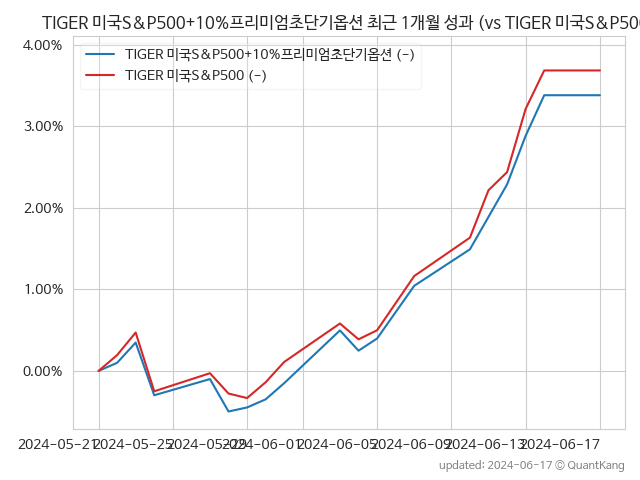 TIGER 미국S&P500+10%프리미엄초단기옵션 최근 1개월 성과 (vs TIGER 미국S&P500
4.00%
TIGER 미국S&P500+10%프리미엄초단기옵션 (-)
TIGER 미국S&P500 (-)
3.00%
2.00%
1.00%
0.00%
2024-05-21 2024-05-25 2024-05-29 2024-06-01 2024-06-05 2024-06-09 2024-06-13 2024-06-17
updated: 2024-06-17 © QuantKang